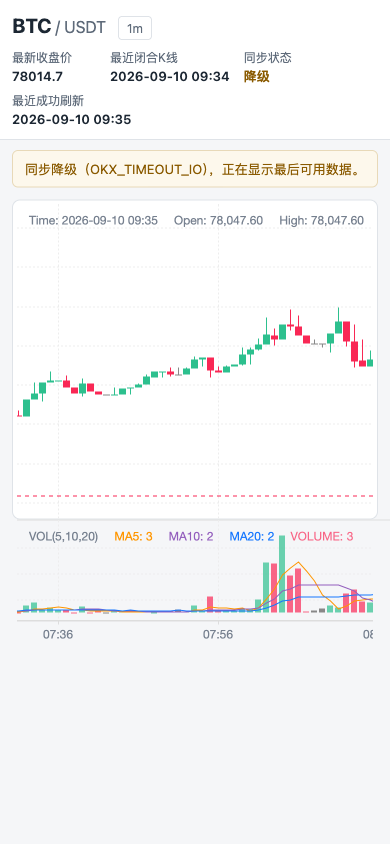 BTC / USDT 1m
最新收盘价 最近闭合K线 同步状态
78014.7 2026-09-10 09:34 降级
最近成功刷新
2026-09-10 09:35
同步降级（OKX_TIMEOUT_IO），正在显示最后可用数据。
Time: 2026-09-10 09:35 Open: 78,047.60 High: 78,047.60
VOL(5,10,20) MA5: 3 MA10: 2 MA20: 2 VOLUME: 3
07:36 07:56